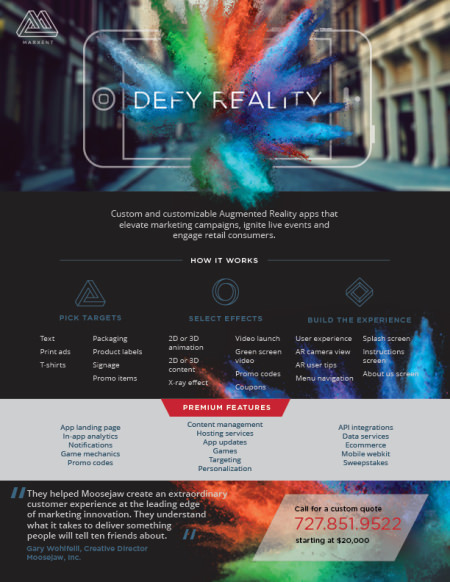 MARXENT
DEFY REALITY
Custom and customizable Augmented Reality apps that
elevate marketing campaigns, ignite live events and
engage retail consumers.
HOW IT WORKS
PICK TARGETS
Text
Print ads
T-shirts
Packaging
Product labels
Signage
Promo items
SELECT EFFECTS
2D or 3D
animation
2D or 3D
content
X-ray effect
Video launch
Green screen
video
Promo codes
Coupons
BUILD THE EXPERIENCE
User experience
AR camera view
AR user tips
Menu navigation
Splash screen
Instructions
screen
About us screen
PREMIUM FEATURES
App landing page
In-app analytics
Notifications
Game mechanics
Promo codes
Content management
Hosting services
App updates
Games
Targeting
Personalization
API integrations
Data services
Ecommerce
Mobile webkit
Sweepstakes
"They helped Moosejaw create an extraordinary
customer experience at the leading edge
of marketing innovation. They understand
what it takes to deliver something
people will tell ten friends about."
Gary Wohlfeill, Creative Director
Moosejaw, Inc.
Call for a custom quote
727.851.9522
starting at $20,000